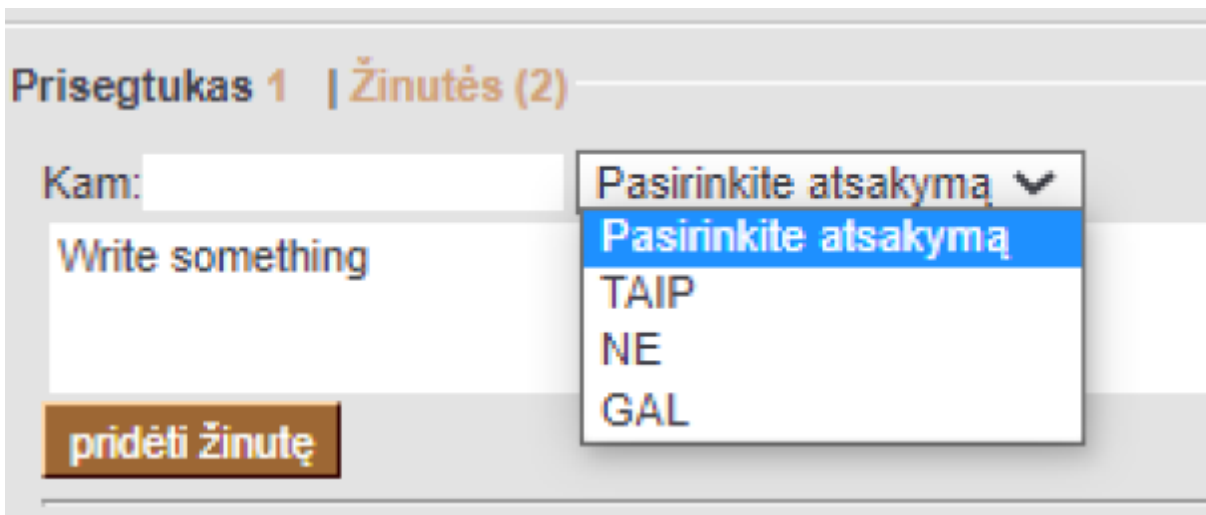 Prisegtukas 1 | Žinutės (2)
Kam: Pasirinkite atsakymą
Write something
Pasirinkite atsakymą
TAIP
NE
GAL
pridėti žinutę